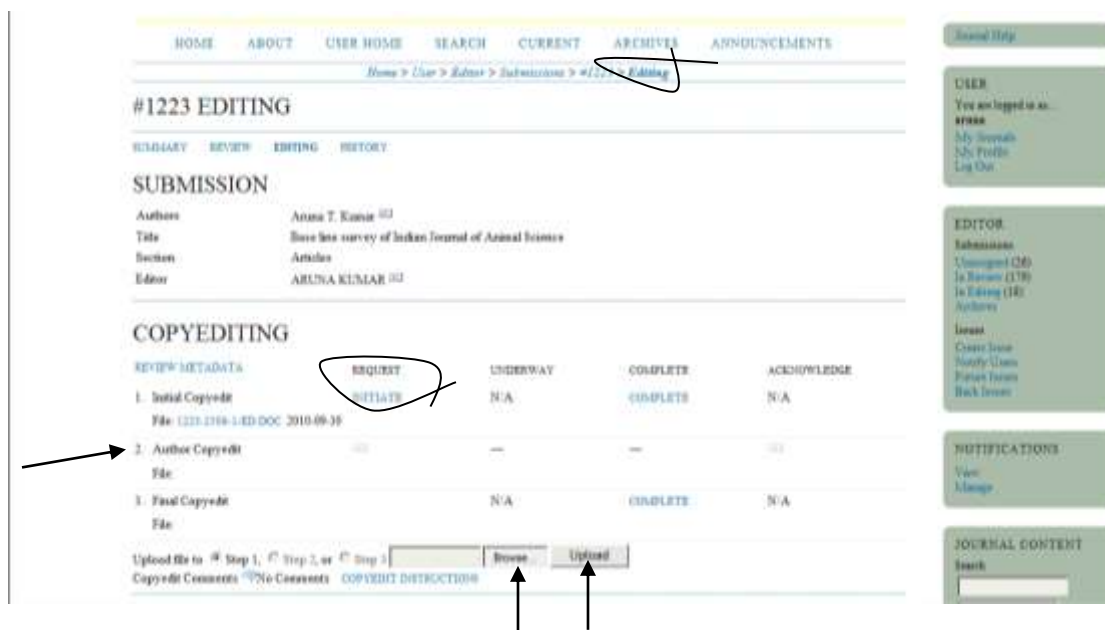 HOME ABOUT USER HOME SEARCH CURRENT ARCHIVES ANNOUNCEMENTS
Home > User > Editor > Submissions > #1223 > Editing
#1223 EDITING
SUMMARY REVIEW EDITING HISTORY
SUBMISSION
Authors Aruna T. Kumar
Title Base line survey of Indian Journal of Animal Science
Section Articles
Editor ARUNA KUMAR
COPYEDITING
REVIEW METADATA REQUEST UNDERWAY COMPLETE ACKNOWLEDGE
1. Initial Copyedit INITIATE N/A COMPLETE N/A
File: 2010-09-30
2. Author Copyedit — —
File:
3. Final Copyedit N/A COMPLETE N/A
File:
Upload file to Step 1, Step 2, or Step 3 Browse... Upload
Copyedit Comments No Comments COPYEDIT INSTRUCTIONS
Journal Help
USER
You are logged in as...
aruna
My Journals
My Profile
Log Out
EDITOR
Submissions
Unassigned (26)
In Review (179)
In Editing (18)
Archives
Issues
Create Issue
Notify Users
Future Issues
Back Issues
NOTIFICATIONS
View
Manage
JOURNAL CONTENT
Search